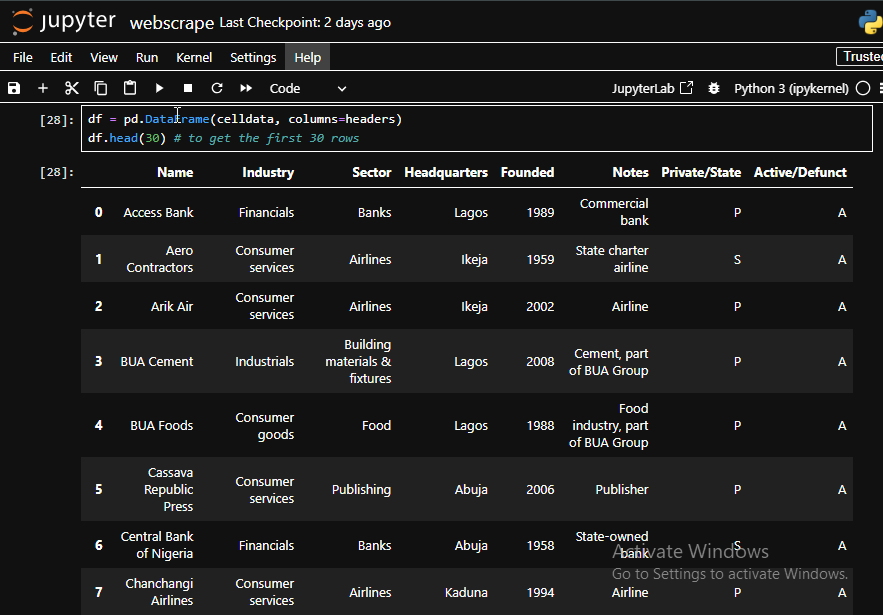 jupyter webscrape Last Checkpoint: 2 days ago
File Edit View Run Kernel Settings Help Truste
Code JupyterLab Python 3 (ipykernel)
[28]: df = pd.DataFrame(celldata, columns=headers)
df.head(30) # to get the first 30 rows
[28]: Name Industry Sector Headquarters Founded Notes Private/State Active/Defunct
0 Access Bank Financials Banks Lagos 1989 Commercial bank P A
1 Aero Contractors Consumer services Airlines Ikeja 1959 State charter airline S A
2 Arik Air Consumer services Airlines Ikeja 2002 Airline P A
3 BUA Cement Industrials Building materials & fixtures Lagos 2008 Cement, part of BUA Group P A
4 BUA Foods Consumer goods Food Lagos 1988 Food industry, part of BUA Group P A
5 Cassava Republic Press Consumer services Publishing Abuja 2006 Publisher P A
6 Central Bank of Nigeria Financials Banks Abuja 1958 State-owned bank S A
7 Chanchangi Airlines Consumer services Airlines Kaduna 1994 Airline P A
Activate Windows
Go to Settings to activate Windows.